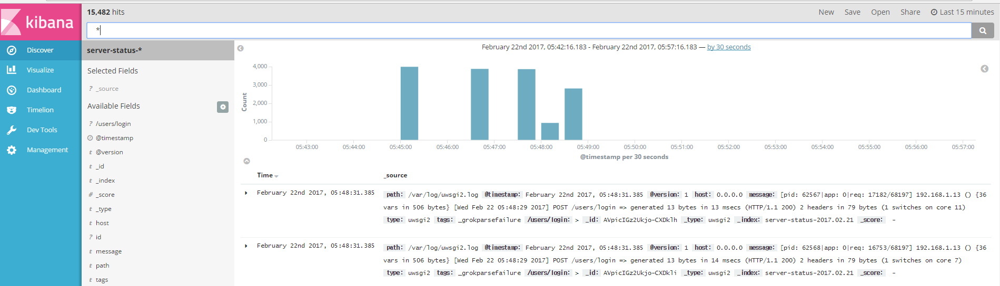 15,482 hits
New Save Open Share Last 15 minutes
kibana
*
Discover
Visualize
Dashboard
Timelion
Dev Tools
Management
server-status-*
Selected Fields
? _source
Available Fields
? /users/login
@timestamp
t @version
t _id
t _index
# _score
t _type
t host
? id
t message
t path
t tags
February 22nd 2017, 05:42:16.183 - February 22nd 2017, 05:57:16.183 — by 30 seconds
Count
4,000
3,000
2,000
1,000
0
05:43:00 05:44:00 05:45:00 05:46:00 05:47:00 05:48:00 05:49:00 05:50:00 05:51:00 05:52:00 05:53:00 05:54:00 05:55:00 05:56:00 05:57:00
@timestamp per 30 seconds
Time _source
February 22nd 2017, 05:48:31.385 path: /var/log/uwsgi2.log @timestamp: February 22nd 2017, 05:48:31.385 @version: 1 host: 0.0.0.0 message: [pid: 62567|app: 0|req: 17182/68197] 192.168.1.13 () {36
vars in 506 bytes} [Wed Feb 22 05:48:29 2017] POST /users/login => generated 13 bytes in 13 msecs (HTTP/1.1 200) 2 headers in 79 bytes (1 switches on core 11)
type: uwsgi2 tags: _grokparsefailure /users/login: > _id: AVpicIGz2Ukjo-CXDklh _type: uwsgi2 _index: server-status-2017.02.21 _score: -
February 22nd 2017, 05:48:31.385 path: /var/log/uwsgi2.log @timestamp: February 22nd 2017, 05:48:31.385 @version: 1 host: 0.0.0.0 message: [pid: 62568|app: 0|req: 16753/68197] 192.168.1.13 () {36
vars in 506 bytes} [Wed Feb 22 05:48:29 2017] POST /users/login => generated 13 bytes in 14 msecs (HTTP/1.1 200) 2 headers in 79 bytes (1 switches on core 7)
type: uwsgi2 tags: _grokparsefailure /users/login: > _id: AVpicIGz2Ukjo-CXDkli _type: uwsgi2 _index: server-status-2017.02.21 _score: -